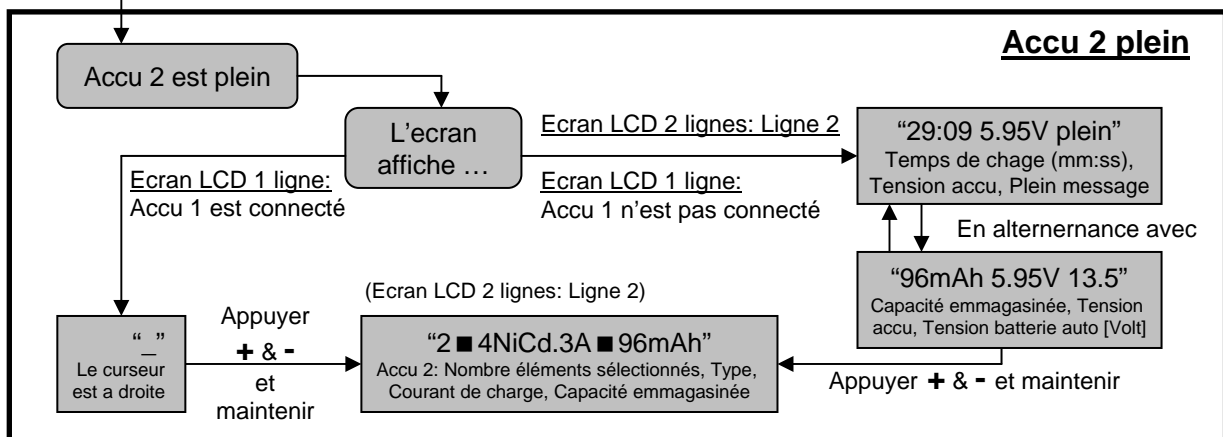 Accu 2 plein
Accu 2 est plein
L'ecran
affiche …
Ecran LCD 2 lignes: Ligne 2
Ecran LCD 1 ligne:
Accu 1 n'est pas connecté
Ecran LCD 1 ligne:
Accu 1 est connecté
“29:09 5.95V plein”
Temps de chage (mm:ss),
Tension accu, Plein message
En alternernance avec
“96mAh 5.95V 13.5”
Capacité emmagasinée, Tension
accu, Tension batterie auto [Volt]
Appuyer + & - et maintenir
“_”
Le curseur
est a droite
Appuyer
+ & -
et
maintenir
(Ecran LCD 2 lignes: Ligne 2)
“2 ■ 4NiCd.3A ■ 96mAh”
Accu 2: Nombre éléments sélectionnés, Type,
Courant de charge, Capacité emmagasinée